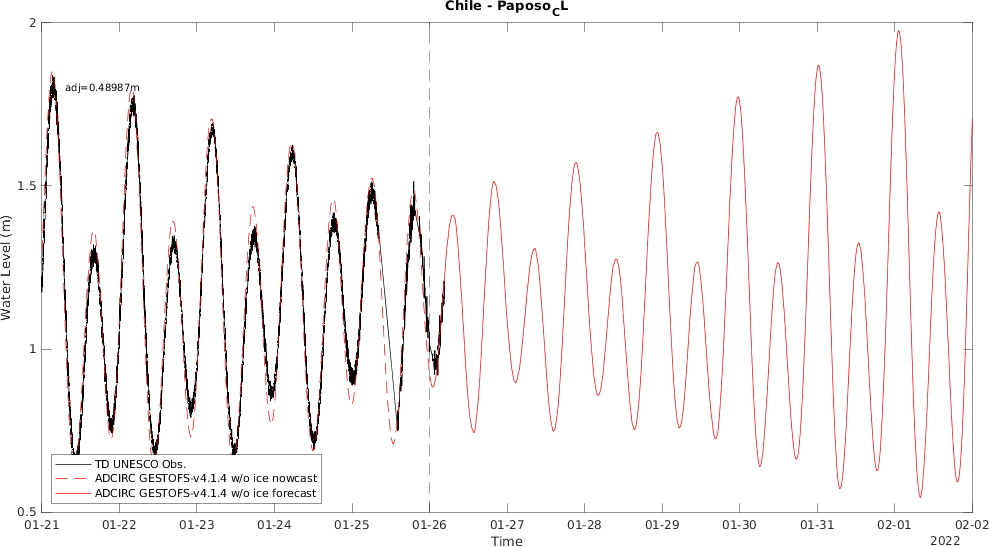 Chile - Paposo_CL
2
adj=0.48987m
1.5
Water Level (m)
1
TD UNESCO Obs.
ADCIRC GESTOFS-v4.1.4 w/o ice nowcast
ADCIRC GESTOFS-v4.1.4 w/o ice forecast
0.5
01-21 01-22 01-23 01-24 01-25 01-26 01-27 01-28 01-29 01-30 01-31 02-01 02-02
Time
2022